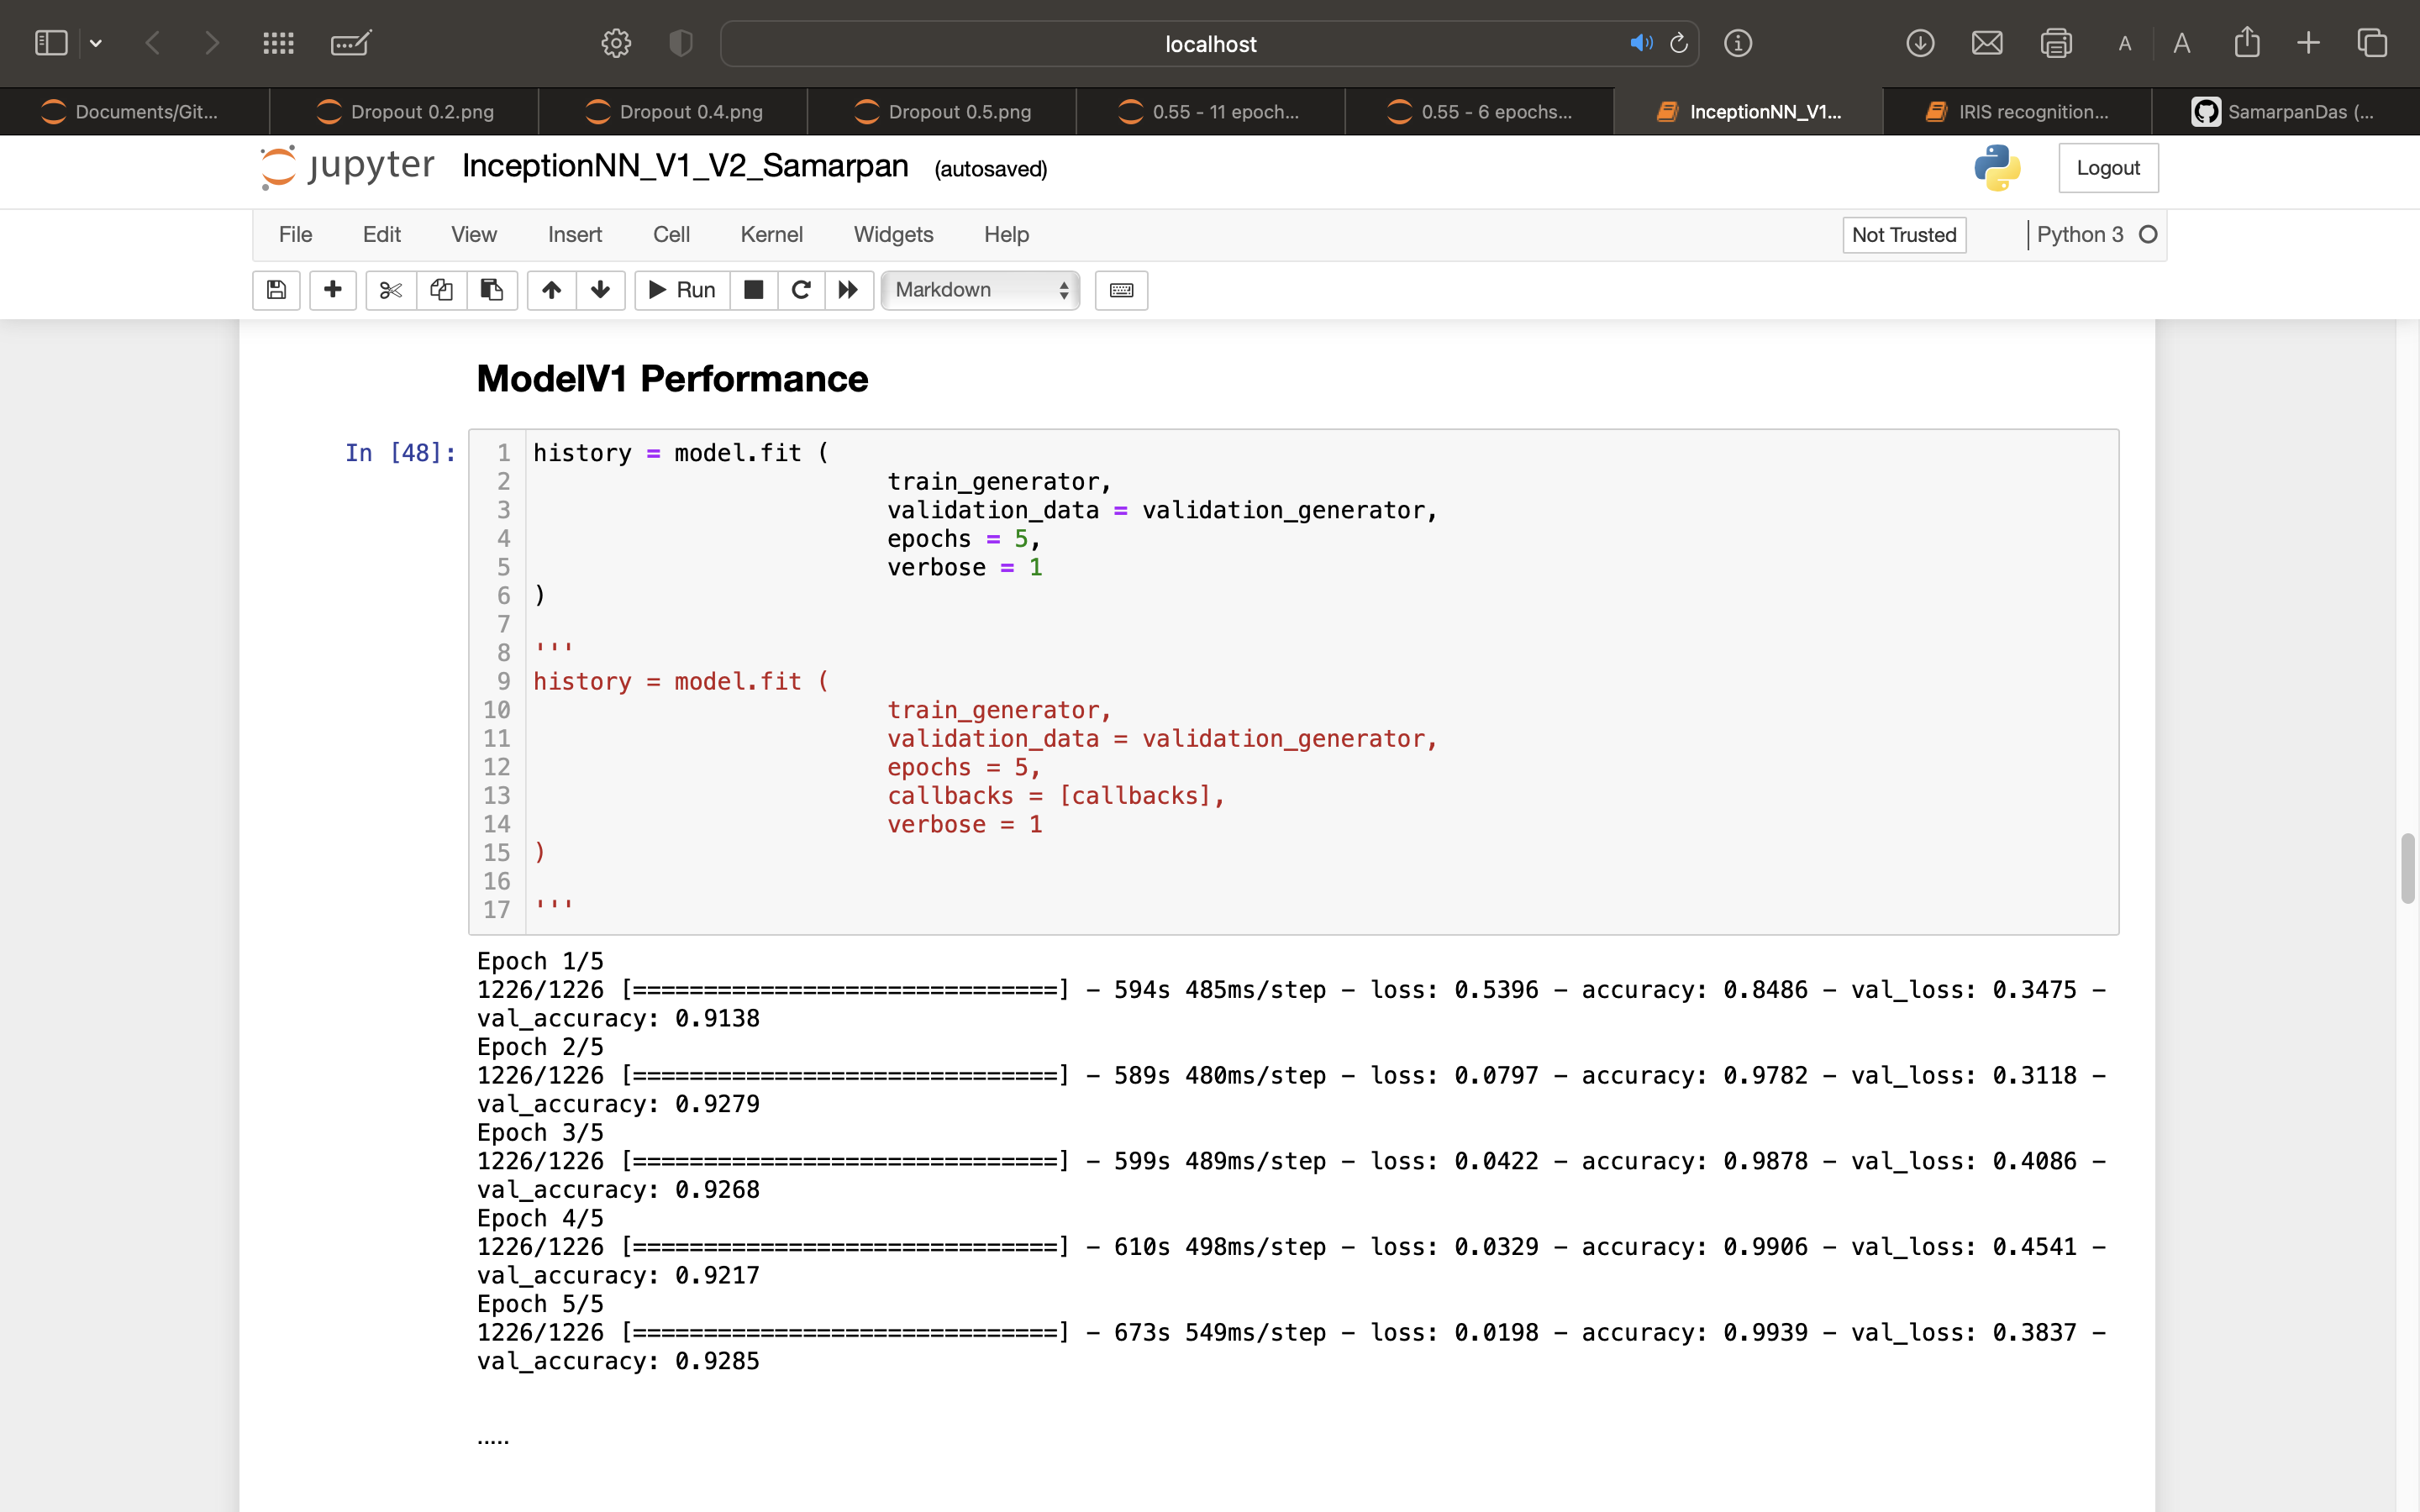 localhost
A A
Documents/Git...
Dropout 0.2.png
Dropout 0.4.png
Dropout 0.5.png
0.55 - 11 epoch...
0.55 - 6 epochs...
InceptionNN_V1...
IRIS recognition...
SamarpanDas (...
jupyter InceptionNN_V1_V2_Samarpan (autosaved)
Logout
File Edit View Insert Cell Kernel Widgets Help
Not Trusted
Python 3
Run
Markdown
ModelV1 Performance
In [48]:
1 history = model.fit (
2 train_generator,
3 validation_data = validation_generator,
4 epochs = 5,
5 verbose = 1
6 )
7
8 '''
9 history = model.fit (
10 train_generator,
11 validation_data = validation_generator,
12 epochs = 5,
13 callbacks = [callbacks],
14 verbose = 1
15 )
16
17 '''
Epoch 1/5
1226/1226 [==============================] - 594s 485ms/step - loss: 0.5396 - accuracy: 0.8486 - val_loss: 0.3475 -
val_accuracy: 0.9138
Epoch 2/5
1226/1226 [==============================] - 589s 480ms/step - loss: 0.0797 - accuracy: 0.9782 - val_loss: 0.3118 -
val_accuracy: 0.9279
Epoch 3/5
1226/1226 [==============================] - 599s 489ms/step - loss: 0.0422 - accuracy: 0.9878 - val_loss: 0.4086 -
val_accuracy: 0.9268
Epoch 4/5
1226/1226 [==============================] - 610s 498ms/step - loss: 0.0329 - accuracy: 0.9906 - val_loss: 0.4541 -
val_accuracy: 0.9217
Epoch 5/5
1226/1226 [==============================] - 673s 549ms/step - loss: 0.0198 - accuracy: 0.9939 - val_loss: 0.3837 -
val_accuracy: 0.9285
.....